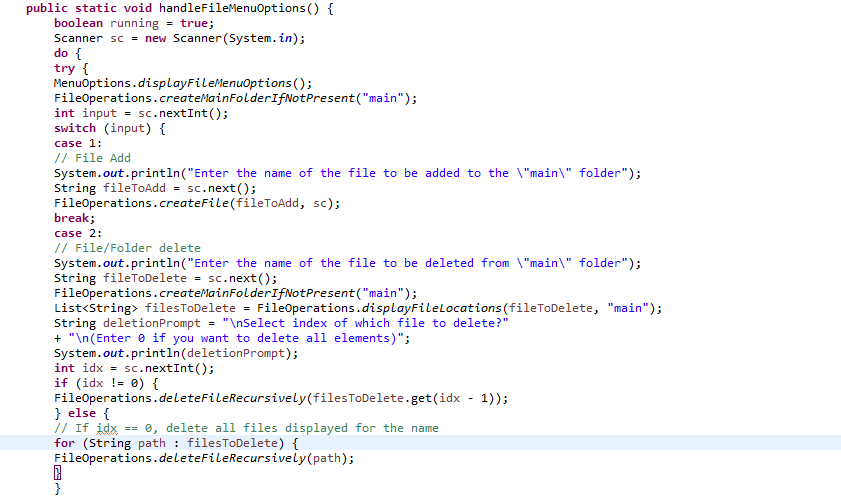 public static void handleFileMenuOptions() {
boolean running = true;
Scanner sc = new Scanner(System.in);
do {
try {
MenuOptions.displayFileMenuOptions();
FileOperations.createMainFolderIfNotPresent("main");
int input = sc.nextInt();
switch (input) {
case 1:
// File Add
System.out.println("Enter the name of the file to be added to the \"main\" folder");
String fileToAdd = sc.next();
FileOperations.createFile(fileToAdd, sc);
break;
case 2:
// File/Folder delete
System.out.println("Enter the name of the file to be deleted from \"main\" folder");
String fileToDelete = sc.next();
FileOperations.createMainFolderIfNotPresent("main");
List<String> filesToDelete = FileOperations.displayFileLocations(fileToDelete, "main");
String deletionPrompt = "\nSelect index of which file to delete?"
+ "\n(Enter 0 if you want to delete all elements)";
System.out.println(deletionPrompt);
int idx = sc.nextInt();
if (idx != 0) {
FileOperations.deleteFileRecursively(filesToDelete.get(idx - 1));
} else {
// If idx == 0, delete all files displayed for the name
for (String path : filesToDelete) {
FileOperations.deleteFileRecursively(path);
}
}